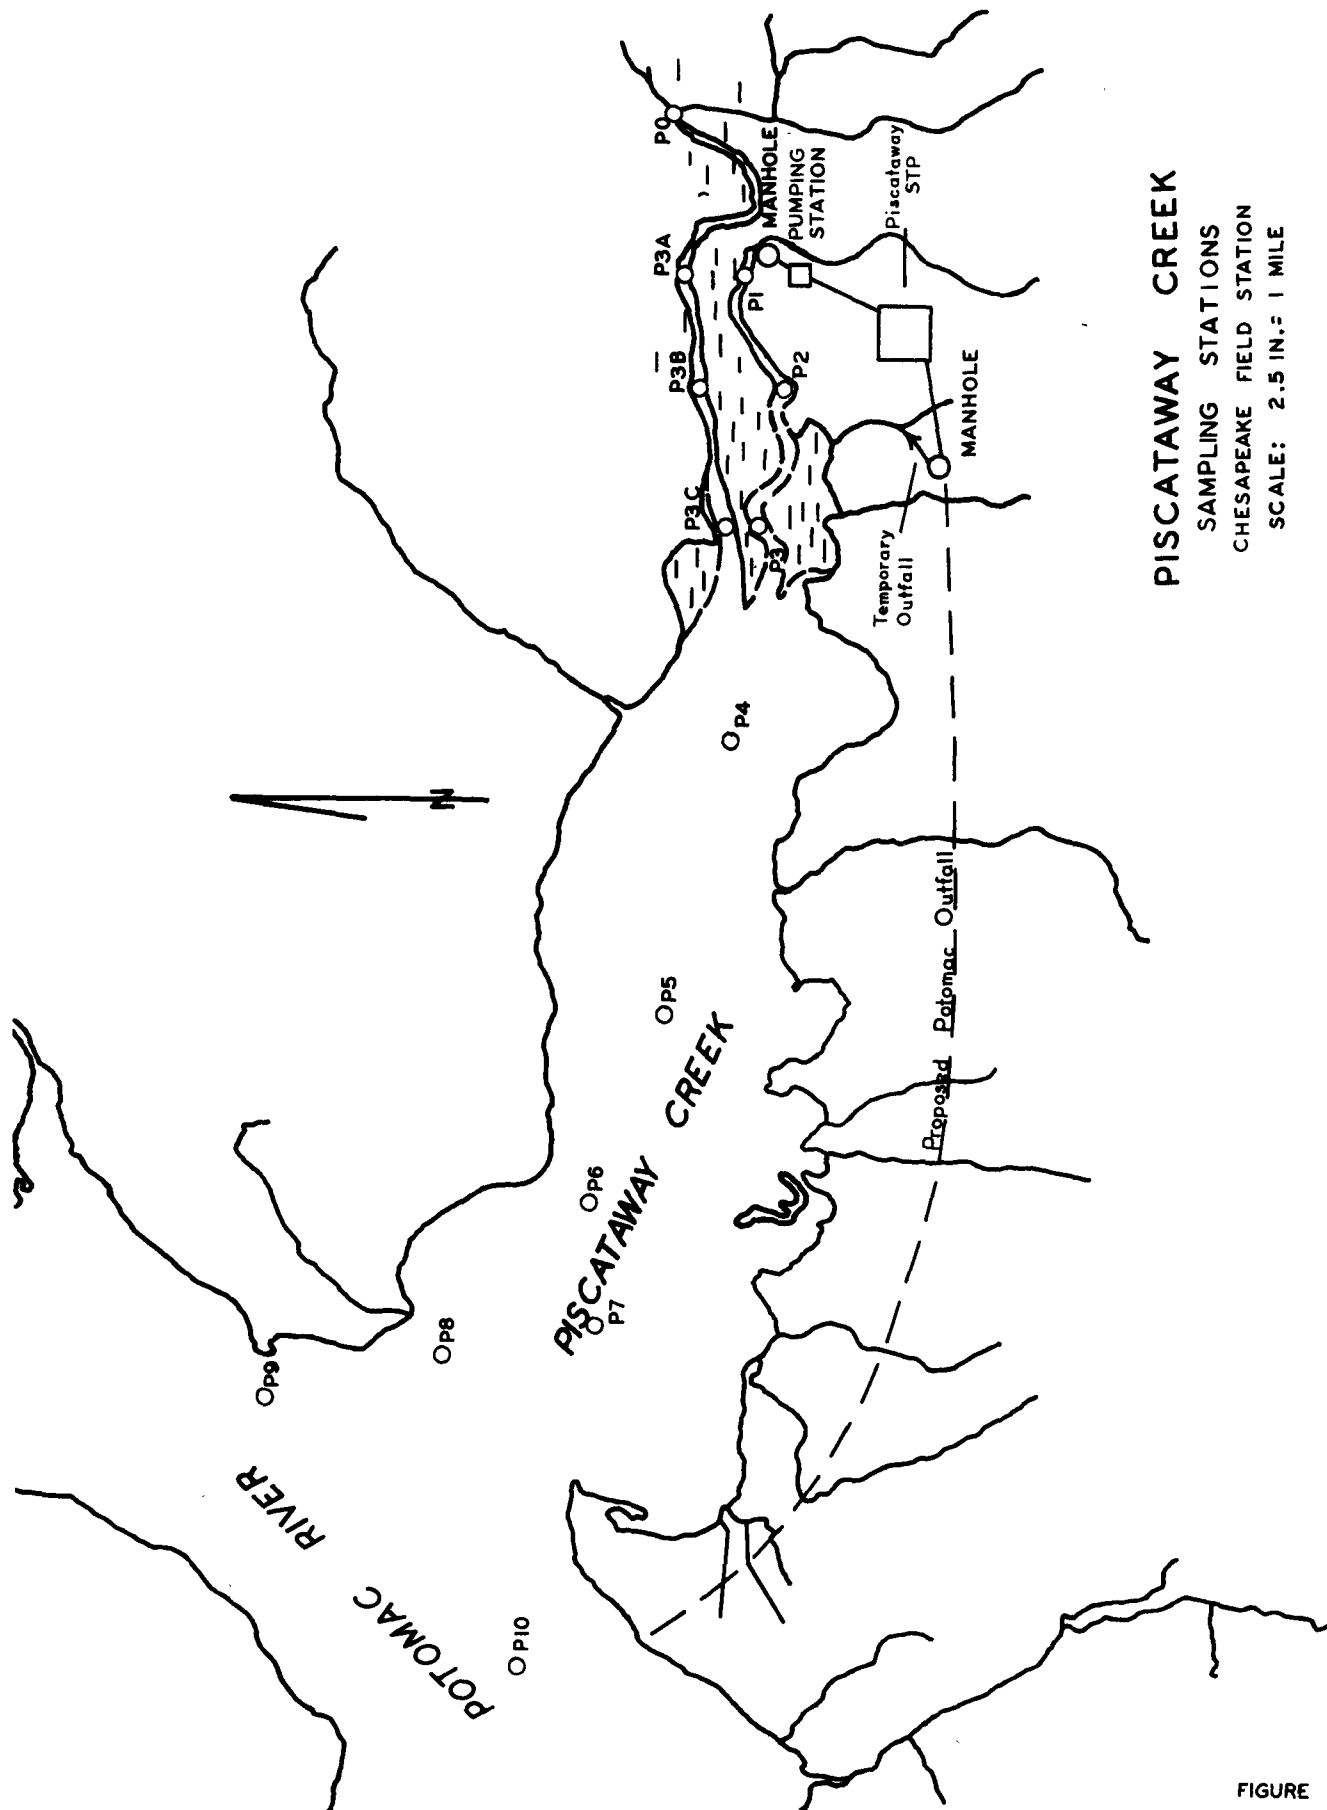 PISCATAWAY CREEK
SAMPLING STATIONS
CHESAPEAKE FIELD STATION
SCALE: 2.5 IN.= 1 MILE
POTOMAC RIVER
PISCATAWAY CREEK
N
P0
P3A
P3B
P3C
P1
P2
P3
P4
P5
P6
P7
P8
P9
P10
MANHOLE
PUMPING
STATION
Piscataway
STP
MANHOLE
Temporary
Outfall
Proposed Potomac Outfall
FIGURE